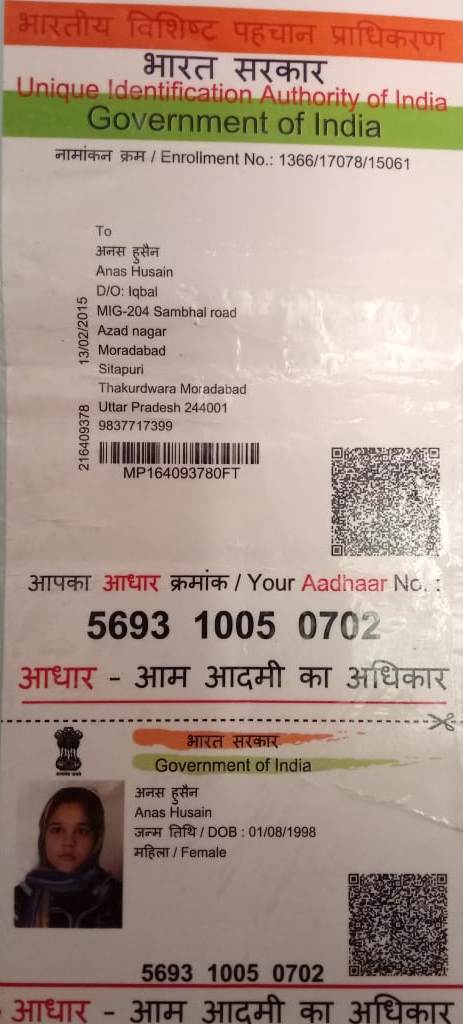 भारतीय विशिष्ट पहचान प्राधिकरण
भारत सरकार
Unique Identification Authority of India
Government of India
नामांकन क्रम / Enrollment No.: 1366/17078/15061
To
अनस हुसैन
Anas Husain
D/O: Iqbal
MIG-204 Sambhal road
Azad nagar
Moradabad
Sitapuri
Thakurdwara Moradabad
Uttar Pradesh 244001
9837717399
13/02/2015
216409378
MP164093780FT
आपका आधार क्रमांक / Your Aadhaar No. :
5693 1005 0702
आधार - आम आदमी का अधिकार
भारत सरकार
Government of India
अनस हुसैन
Anas Husain
जन्म तिथि / DOB : 01/08/1998
महिला / Female
5693 1005 0702
आधार - आम आदमी का अधिकार